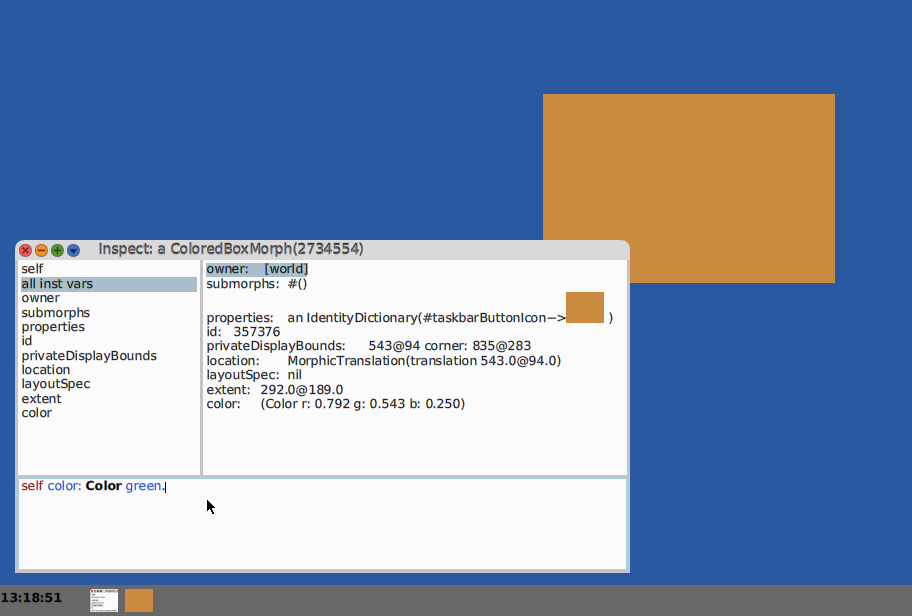 Inspect: a ColoredBoxMorph(2734554)
self
all inst vars
owner
submorphs
properties
id
privateDisplayBounds
location
layoutSpec
extent
color
owner: [world]
submorphs: #()
properties: an IdentityDictionary(#taskbarButtonIcon-> )
id: 357376
privateDisplayBounds: 543@94 corner: 835@283
location: MorphicTranslation(translation 543.0@94.0)
layoutSpec: nil
extent: 292.0@189.0
color: (Color r: 0.792 g: 0.543 b: 0.250)
self color: Color green.
13:18:51